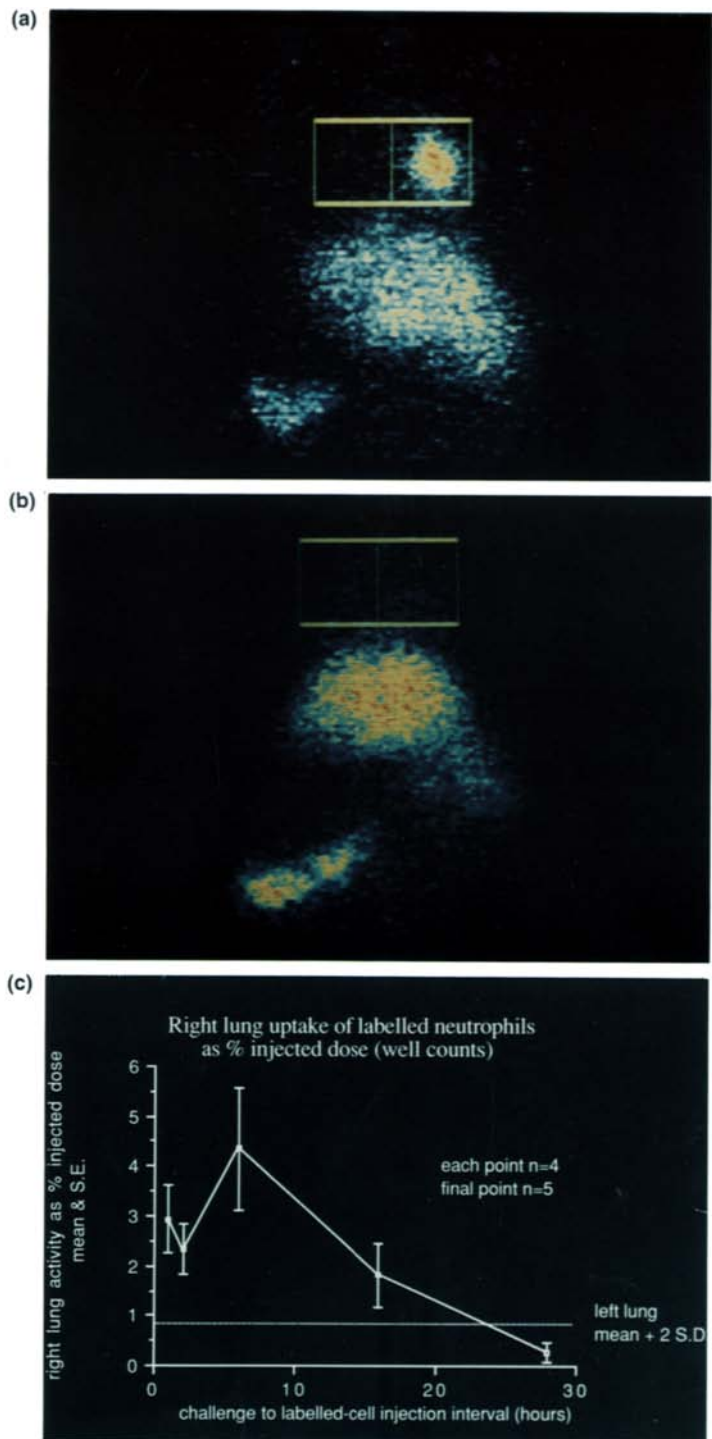 (a)
(b)
(c)
Right lung uptake of labelled neutrophils
as % injected dose (well counts)
right lung activity as % injected dose
mean & S.E.
6
5
4
3
2
1
0
each point n=4
final point n=5
left lung
mean + 2 S.D
0
10
20
30
challenge to labelled-cell injection interval (hours)